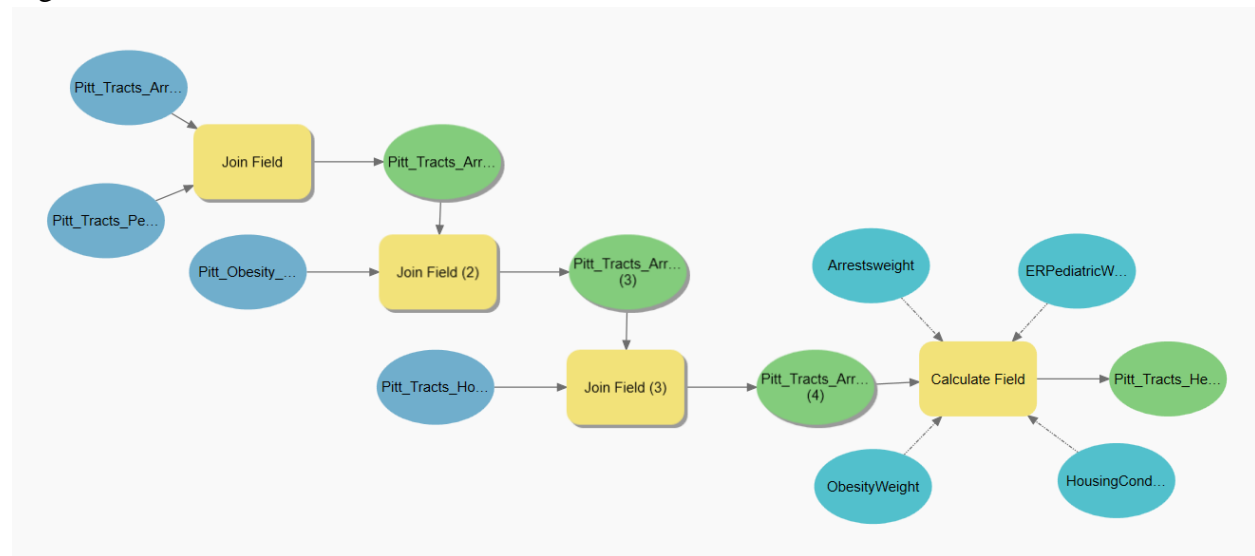 Pitt_Tracts_Arr...
Join Field
Pitt_Tracts_Arr...
Pitt_Tracts_Pe...
Pitt_Obesity_...
Join Field (2)
Pitt_Tracts_Arr...
(3)
Arrestsweight
ERPediatricW...
Pitt_Tracts_Ho...
Join Field (3)
Pitt_Tracts_Arr...
(4)
Calculate Field
Pitt_Tracts_He...
ObesityWeight
HousingCond...